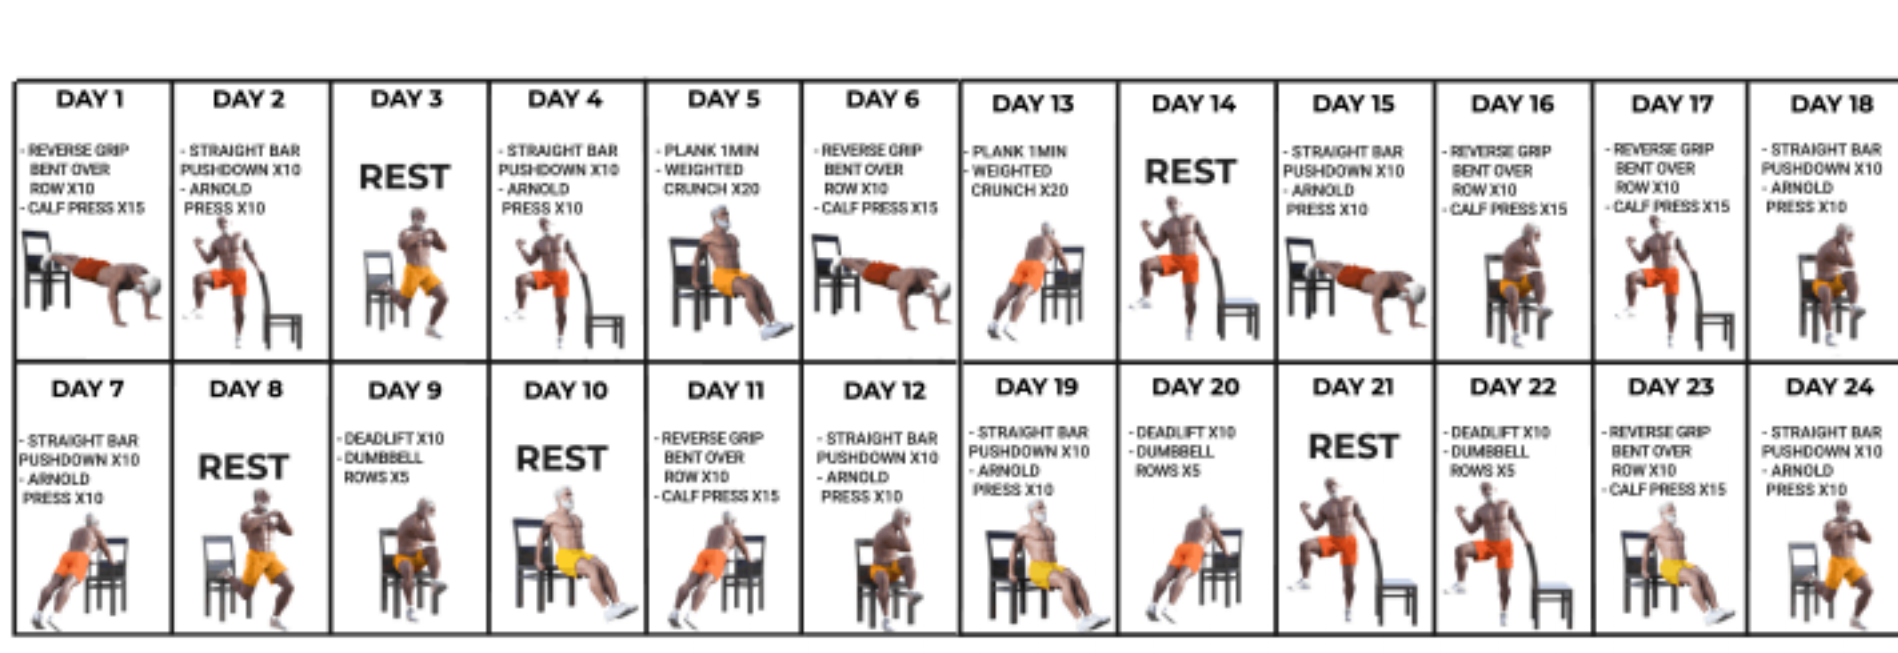 DAY 1
- REVERSE GRIP
BENT OVER
ROW X10
- CALF PRESS X15
DAY 2
- STRAIGHT BAR
PUSHDOWN X10
- ARNOLD
PRESS X10
DAY 3
REST
DAY 4
- STRAIGHT BAR
PUSHDOWN X10
- ARNOLD
PRESS X10
DAY 5
- PLANK 1MIN
- WEIGHTED
CRUNCH X20
DAY 6
- REVERSE GRIP
BENT OVER
ROW X10
- CALF PRESS X15
DAY 13
- PLANK 1MIN
- WEIGHTED
CRUNCH X20
DAY 14
REST
DAY 15
- STRAIGHT BAR
PUSHDOWN X10
- ARNOLD
PRESS X10
DAY 16
- REVERSE GRIP
BENT OVER
ROW X10
- CALF PRESS X15
DAY 17
- REVERSE GRIP
BENT OVER
ROW X10
- CALF PRESS X15
DAY 18
- STRAIGHT BAR
PUSHDOWN X10
- ARNOLD
PRESS X10
DAY 7
- STRAIGHT BAR
PUSHDOWN X10
- ARNOLD
PRESS X10
DAY 8
REST
DAY 9
- DEADLIFT X10
- DUMBBELL
ROWS X5
DAY 10
REST
DAY 11
- REVERSE GRIP
BENT OVER
ROW X10
- CALF PRESS X15
DAY 12
- STRAIGHT BAR
PUSHDOWN X10
- ARNOLD
PRESS X10
DAY 19
- STRAIGHT BAR
PUSHDOWN X10
- ARNOLD
PRESS X10
DAY 20
- DEADLIFT X10
- DUMBBELL
ROWS X5
DAY 21
REST
DAY 22
- DEADLIFT X10
- DUMBBELL
ROWS X5
DAY 23
- REVERSE GRIP
BENT OVER
ROW X10
- CALF PRESS X15
DAY 24
- STRAIGHT BAR
PUSHDOWN X10
- ARNOLD
PRESS X10